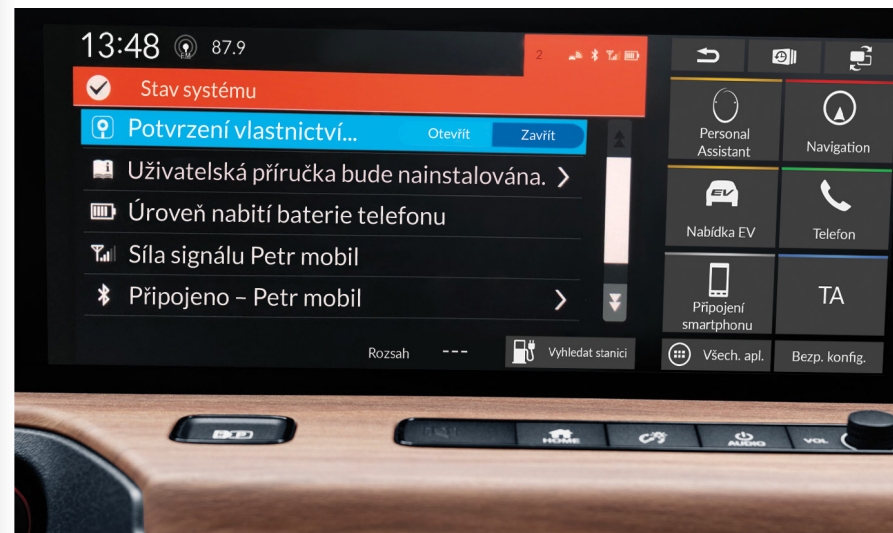 13:48 FM 87.9
2
Stav systému
Potvrzení vlastnictví... Otevřít Zavřít
Uživatelská příručka bude nainstalována.
Úroveň nabití baterie telefonu
Síla signálu Petr mobil
Připojeno – Petr mobil
Rozsah --- Vyhledat stanici
Personal
Assistant
Navigation
EV
Nabídka EV
Telefon
Připojení
smartphonu
TA
Všech. apl.
Bezp. konfig.
HOME
AUDIO
VOL